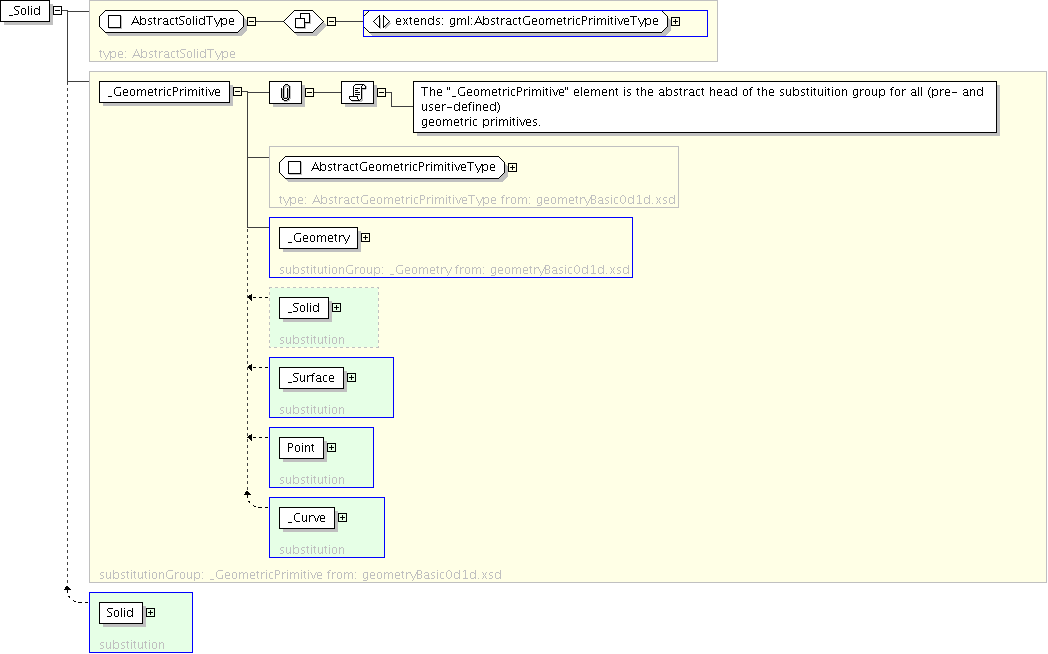 _Solid
AbstractSolidType
extends: gml:AbstractGeometricPrimitiveType
type: AbstractSolidType
_GeometricPrimitive
The "_GeometricPrimitive" element is the abstract head of the substituition group for all (pre- and
user-defined)
geometric primitives.
AbstractGeometricPrimitiveType
type: AbstractGeometricPrimitiveType from: geometryBasic0d1d.xsd
_Geometry
substitutionGroup: _Geometry from: geometryBasic0d1d.xsd
_Solid
substitution
_Surface
substitution
Point
substitution
_Curve
substitution
substitutionGroup: _GeometricPrimitive from: geometryBasic0d1d.xsd
Solid
substitution